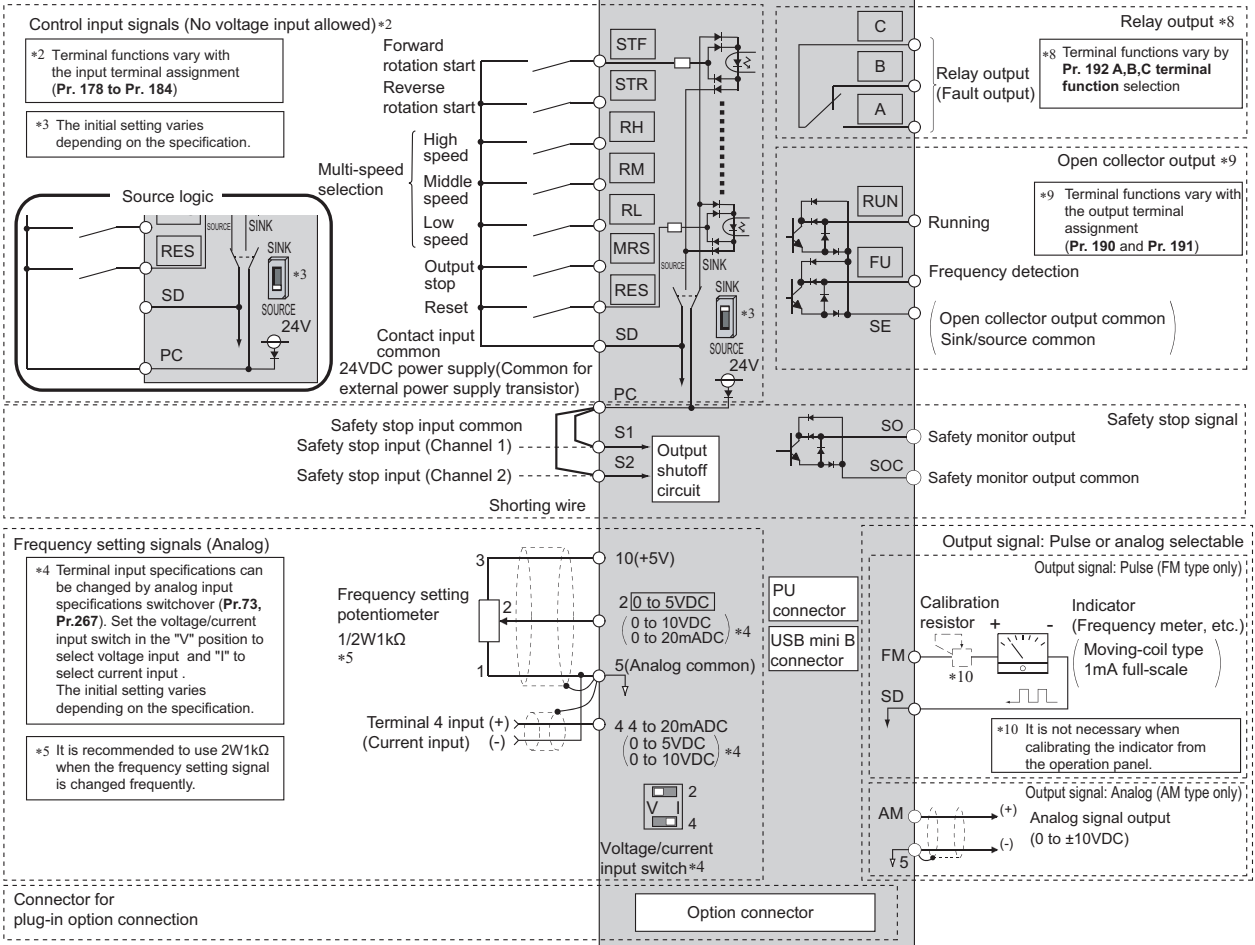 Control input signals (No voltage input allowed)*2
*2 Terminal functions vary with
the input terminal assignment
(Pr. 178 to Pr. 184)
*3 The initial setting varies
depending on the specification.
Source logic
RES
SOURCE
SINK
SINK
*3
SD
SOURCE
24V
PC
Forward
rotation start
Reverse
rotation start
Multi-speed
selection
High
speed
Middle
speed
Low
speed
Output
stop
Reset
Contact input
common
24VDC power supply(Common for
external power supply transistor)
STF
STR
RH
RM
RL
MRS
RES
SD
PC
SOURCE
SINK
SINK
*3
SOURCE
24V
C
B
A
Relay output
(Fault output)
Relay output *8
*8 Terminal functions vary by
Pr. 192 A,B,C terminal
function selection
Open collector output *9
*9 Terminal functions vary with
the output terminal
assignment
(Pr. 190 and Pr. 191)
RUN
Running
FU
Frequency detection
SE
Open collector output common
Sink/source common
Safety stop input common
Safety stop input (Channel 1)
Safety stop input (Channel 2)
Shorting wire
S1
S2
Output
shutoff
circuit
Safety stop signal
SO
Safety monitor output
SOC
Safety monitor output common
Frequency setting signals (Analog)
*4 Terminal input specifications can
be changed by analog input
specifications switchover (Pr.73,
Pr.267). Set the voltage/current
input switch in the "V" position to
select voltage input and "I" to
select current input .
The initial setting varies
depending on the specification.
*5 It is recommended to use 2W1kΩ
when the frequency setting signal
is changed frequently.
Frequency setting
potentiometer
1/2W1kΩ
*5
3
2
1
10(+5V)
2 0 to 5VDC
(0 to 10VDC
0 to 20mADC) *4
5(Analog common)
Terminal 4 input (+)
(Current input) (-)
4 4 to 20mADC
(0 to 5VDC
0 to 10VDC) *4
2
V I
4
Voltage/current
input switch*4
PU
connector
USB mini B
connector
Output signal: Pulse or analog selectable
Output signal: Pulse (FM type only)
Calibration
resistor
+ -
Indicator
(Frequency meter, etc.)
(Moving-coil type
1mA full-scale)
FM
*10
SD
*10 It is not necessary when
calibrating the indicator from
the operation panel.
Output signal: Analog (AM type only)
AM
(+)
Analog signal output
(0 to ±10VDC)
(-)
5
Connector for
plug-in option connection
Option connector